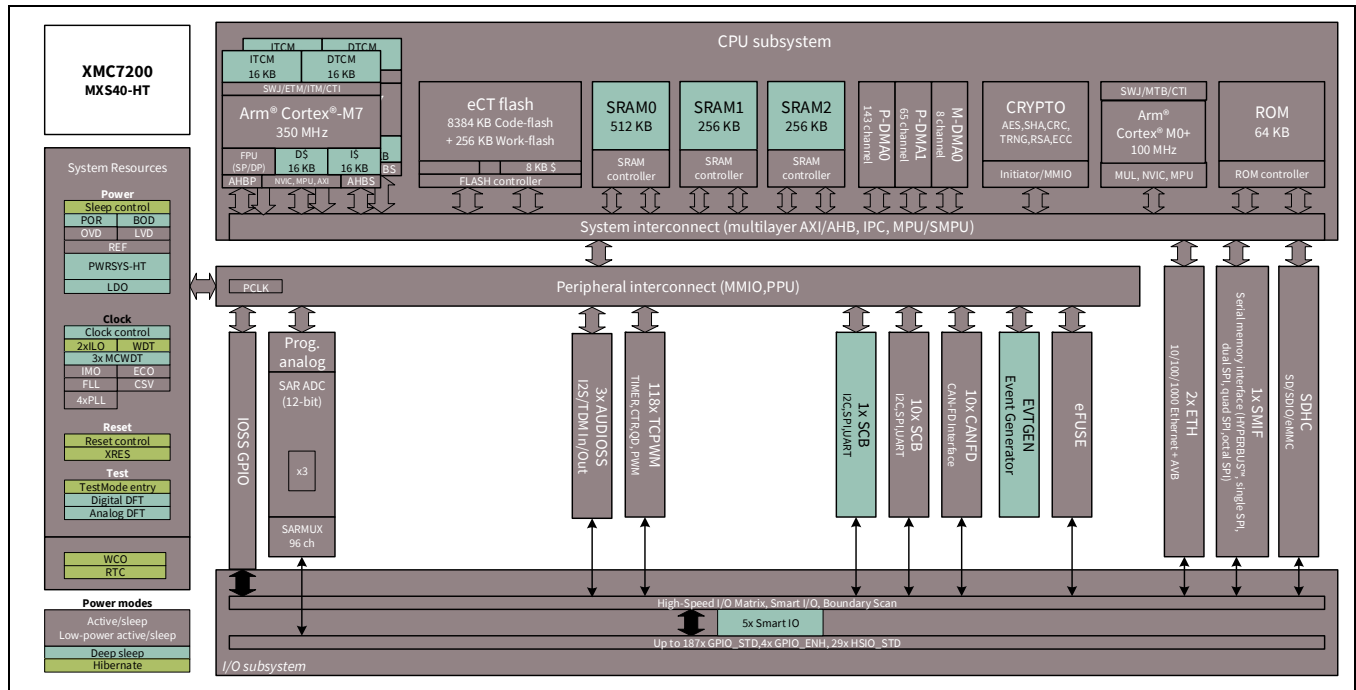 XMC7200
MXS40-HT
System Resources
Power
Sleep control
POR
BOD
OVD
LVD
REF
PWRSYS-HT
LDO
Clock
Clock control
2xILO
WDT
3x MCWDT
IMO
ECO
FLL
CSV
4xPLL
Reset
Reset control
XRES
Test
TestMode entry
Digital DFT
Analog DFT
WCO
RTC
Power modes
Active/sleep
Low-power active/sleep
Deep sleep
Hibernate
CPU subsystem
ITCM
DTCM
ITCM
16 KB
DTCM
16 KB
SWJ/ETM/ITM/CTI
Arm® Cortex®-M7
350 MHz
FPU
(SP/DP)
D$
16 KB
I$
16 KB
AHBP
NVIC, MPU, AXI
AHBS
eCT flash
8384 KB Code-flash
+ 256 KB Work-flash
8 KB $
FLASH controller
SRAM0
512 KB
SRAM
controller
SRAM1
256 KB
SRAM
controller
SRAM2
256 KB
SRAM
controller
P-DMA0
143 channel
P-DMA1
65 channel
M-DMA0
8 channel
CRYPTO
AES,SHA,CRC,
TRNG,RSA,ECC
Initiator/MMIO
SWJ/MTB/CTI
Arm®
Cortex® M0+
100 MHz
MUL, NVIC, MPU
ROM
64 KB
ROM controller
System interconnect (multilayer AXI/AHB, IPC, MPU/SMPU)
PCLK
Peripheral interconnect (MMIO,PPU)
IOSS GPIO
Prog.
analog
SAR ADC
(12-bit)
x3
SARMUX
96 ch
3x AUDIOSS
I2S/TDM In/Out
118x TCPWM
TIMER,CTR,QD, PWM
1x SCB
I2C,SPI,UART
10x SCB
I2C,SPI,UART
10x CANFD
CAN-FD Interface
EVTGEN
Event Generator
eFUSE
2x ETH
10/100/1000 Ethernet + AVB
1x SMIF
Serial memory interface (HYPERBUS™, single SPI,
dual SPI, quad SPI,octal SPI)
SDHC
SD/SDIO/eMMC
High-Speed I/O Matrix, Smart I/O, Boundary Scan
5x Smart IO
Up to 187x GPIO_STD,4x GPIO_ENH, 29x HSIO_STD
I/O subsystem